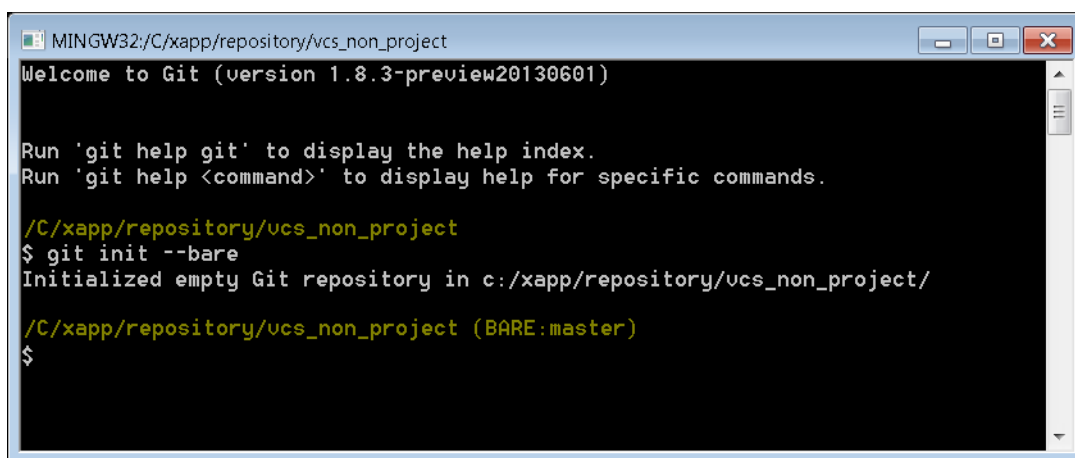 MINGW32:/C/xapp/repository/vcs_non_project
Welcome to Git (version 1.8.3-preview20130601)
Run 'git help git' to display the help index.
Run 'git help <command>' to display help for specific commands.
/C/xapp/repository/vcs_non_project
$ git init --bare
Initialized empty Git repository in c:/xapp/repository/vcs_non_project/
/C/xapp/repository/vcs_non_project (BARE:master)
$